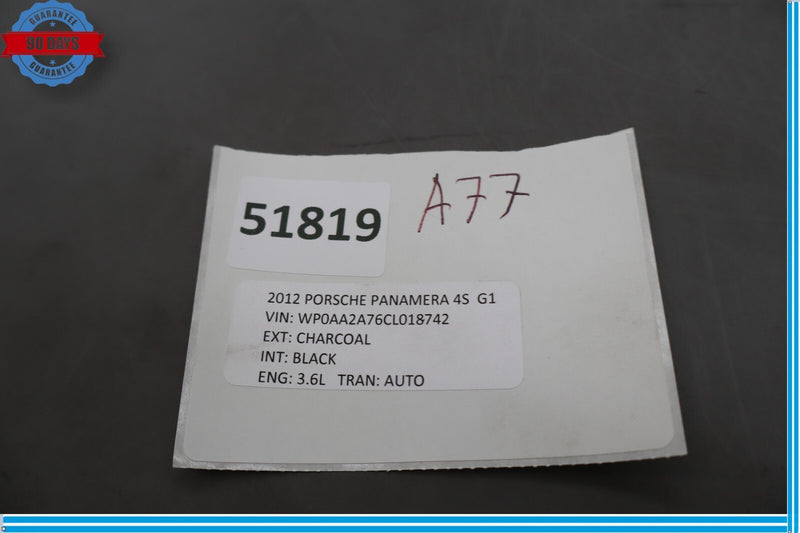 GUARANTEE
90 DAYS
GUARANTEE
51819
A77
2012 PORSCHE PANAMERA 4S G1
VIN: WP0AA2A76CL018742
EXT: CHARCOAL
INT: BLACK
ENG: 3.6L TRAN: AUTO